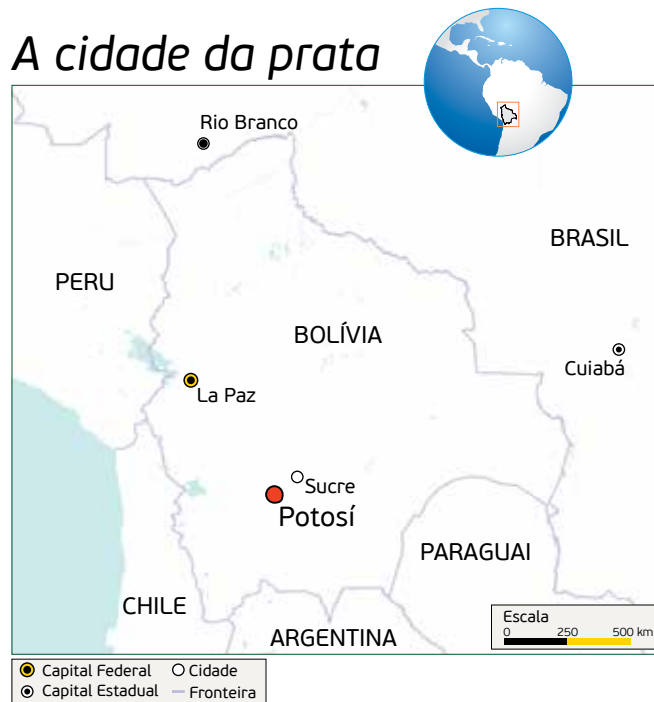 A cidade da prata
Rio Branco
BRASIL
PERU
BOLÍVIA
Cuiabá
La Paz
Sucre
Potosí
PARAGUAI
CHILE
ARGENTINA
Escala
0 250 500 km
Capital Federal Cidade
Capital Estadual Fronteira